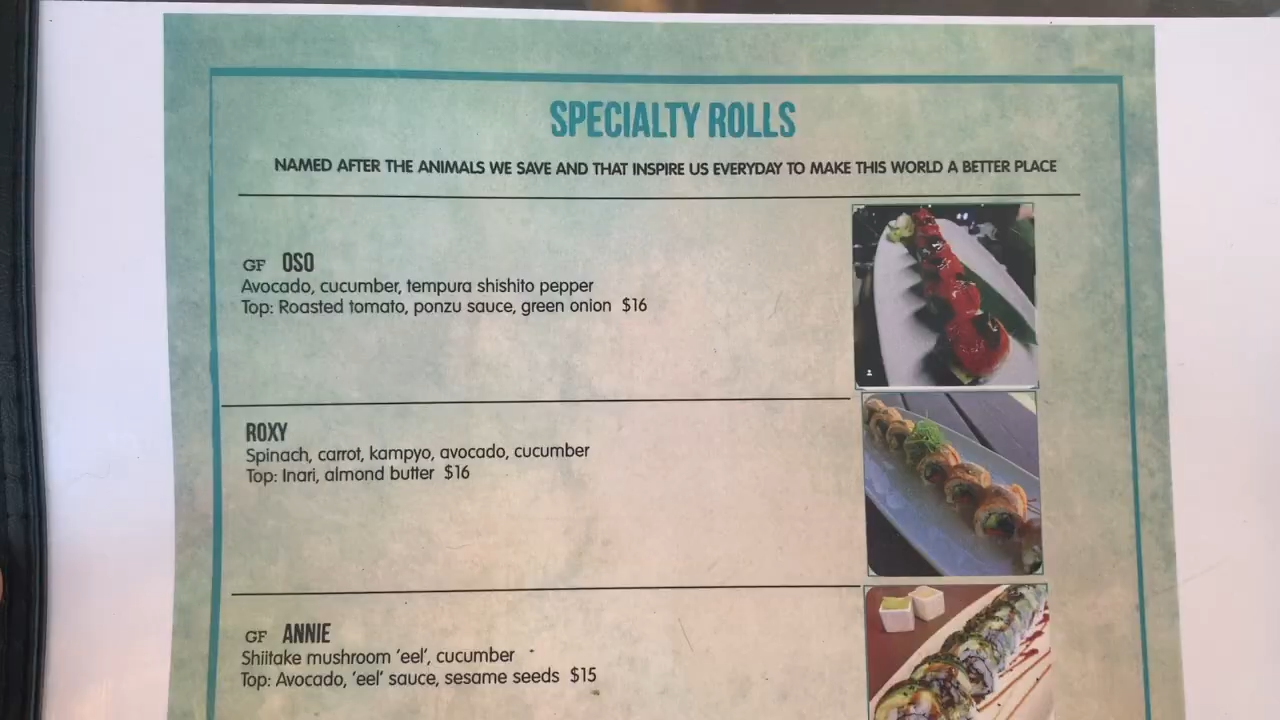 SPECIALTY ROLLS
NAMED AFTER THE ANIMALS WE SAVE AND THAT INSPIRE US EVERYDAY TO MAKE THIS WORLD A BETTER PLACE
GF OSO
Avocado, cucumber, tempura shishito pepper
Top: Roasted tomato, ponzu sauce, green onion $16
ROXY
Spinach, carrot, kampyo, avocado, cucumber
Top: Inari, almond butter $16
GF ANNIE
Shiitake mushroom 'eel', cucumber
Top: Avocado, 'eel' sauce, sesame seeds $15